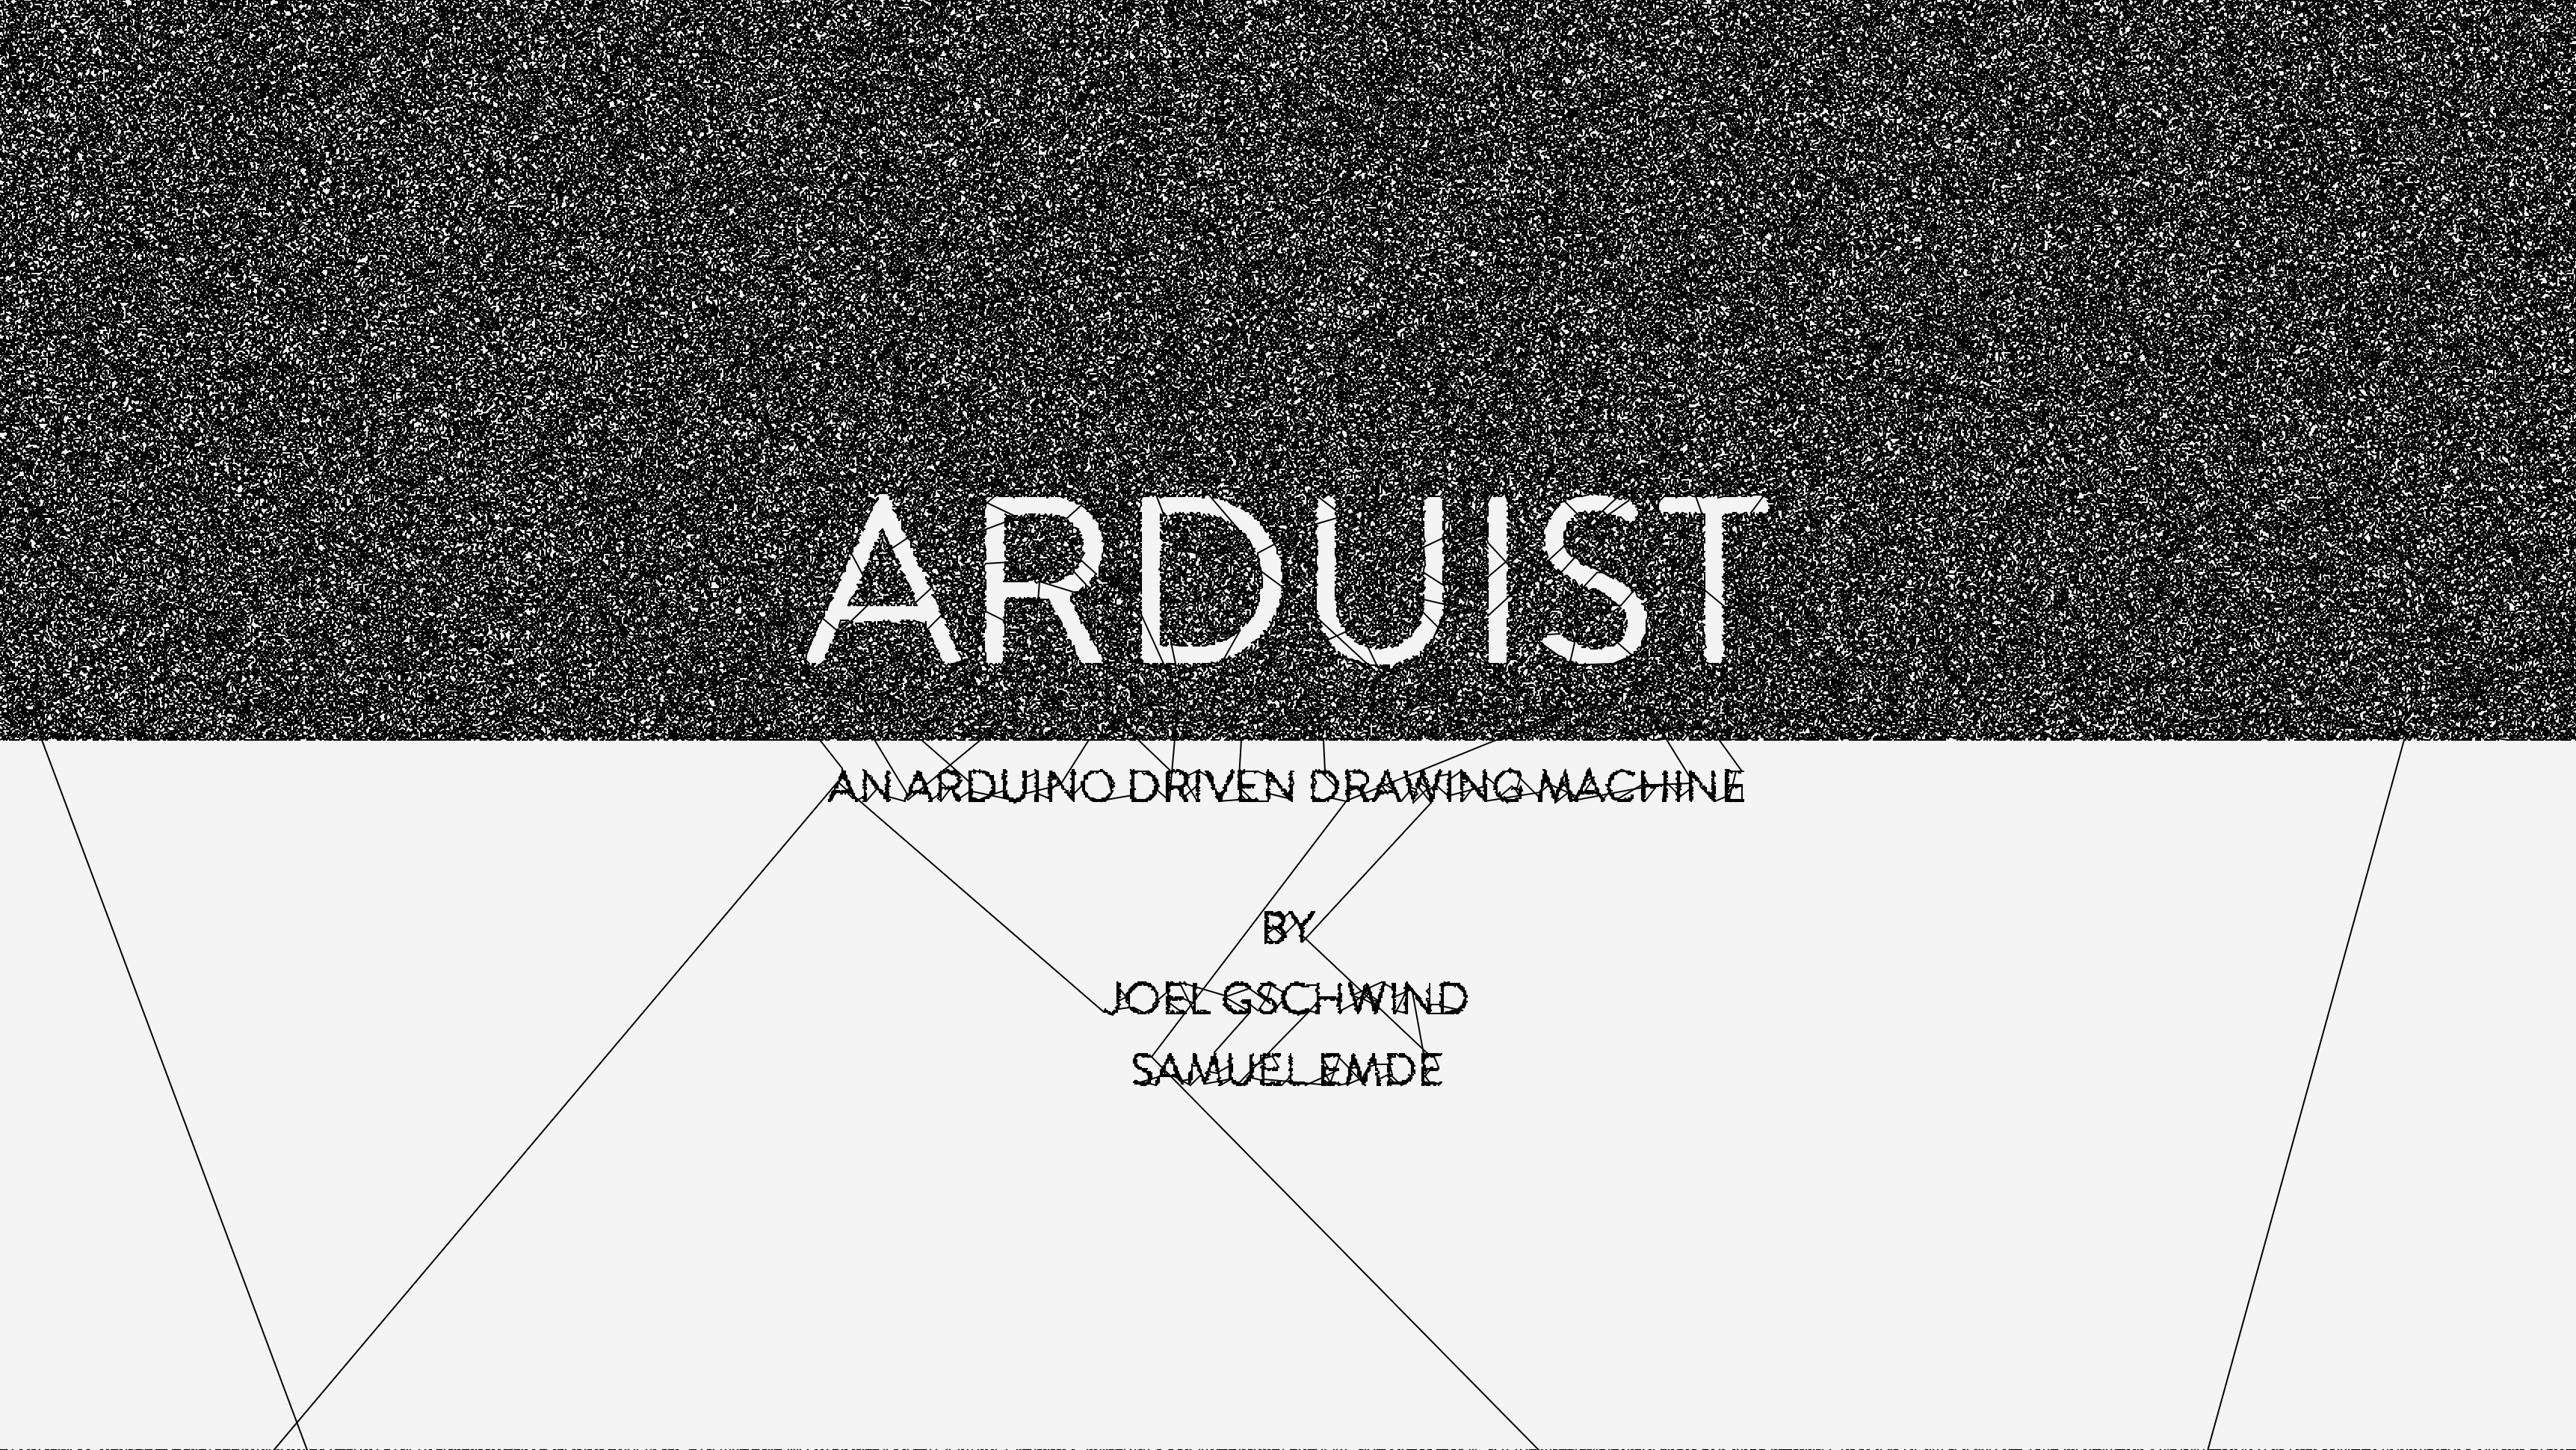 ARDUIST
AN ARDUINO DRIVEN DRAWING MACHINE
BY
JOEL GSCHWIND
SAMUEL EMDE